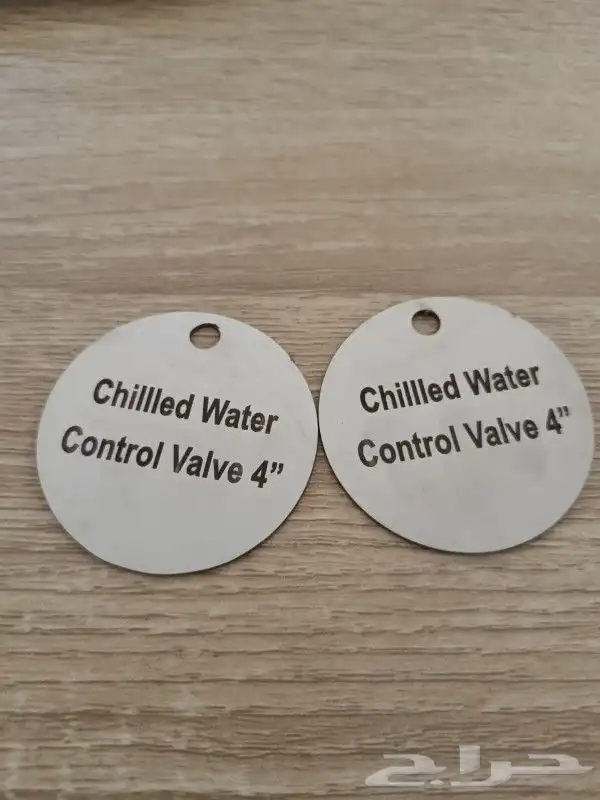 Chillled Water
Control Valve 4”
Chillled Water
Control Valve 4”
حراج